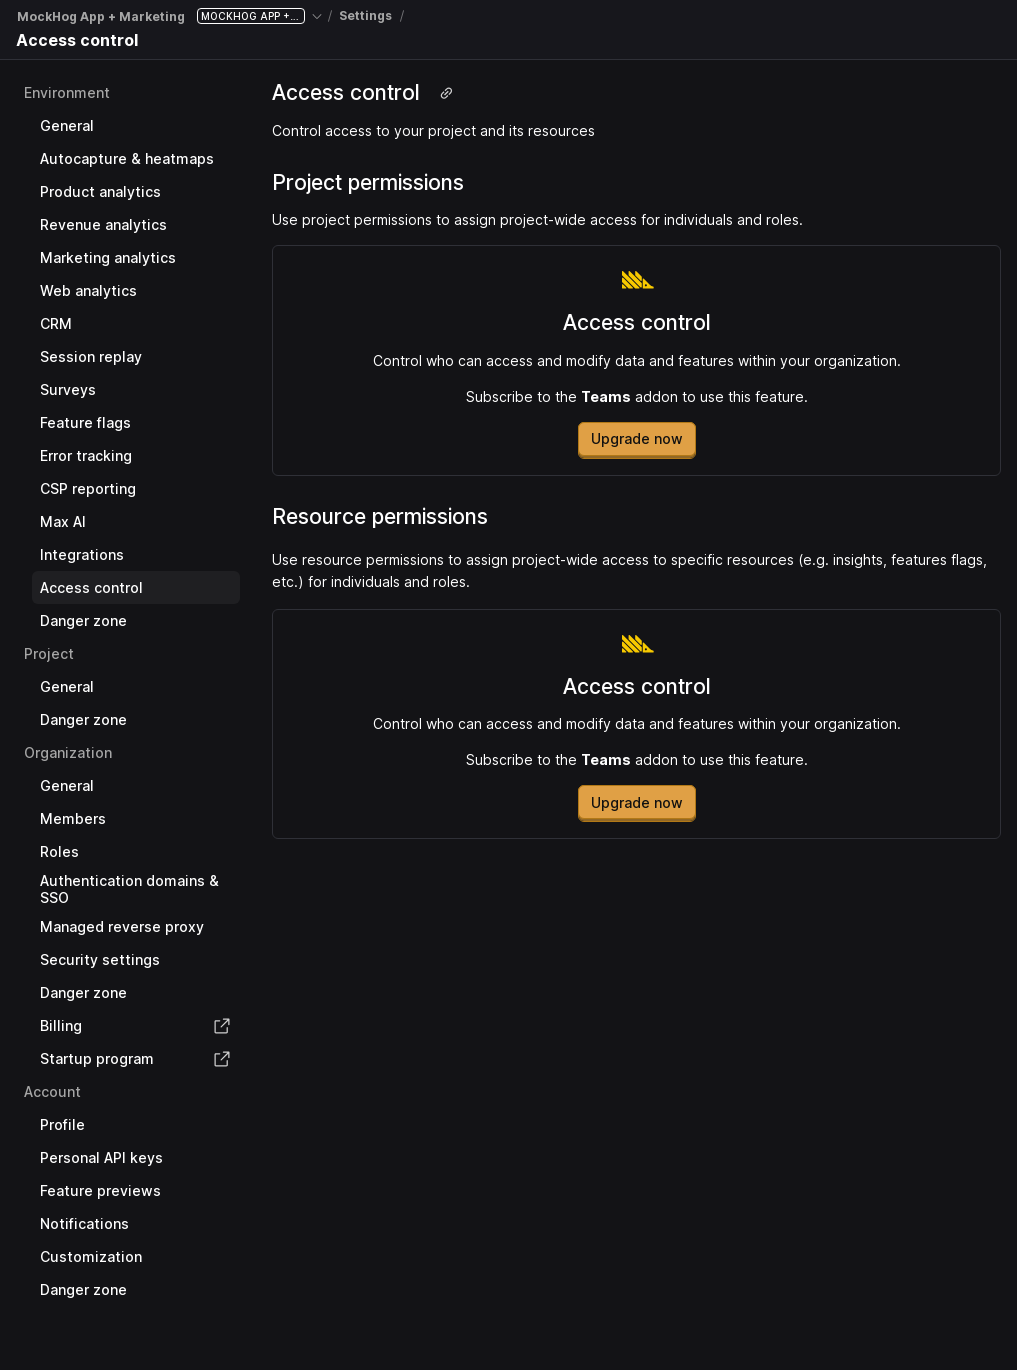 MockHog App + Marketing MOCKHOG APP +... / Settings /
Access control
Environment
General
Autocapture & heatmaps
Product analytics
Revenue analytics
Marketing analytics
Web analytics
CRM
Session replay
Surveys
Feature flags
Error tracking
CSP reporting
Max AI
Integrations
Access control
Danger zone
Project
General
Danger zone
Organization
General
Members
Roles
Authentication domains &
SSO
Managed reverse proxy
Security settings
Danger zone
Billing
Startup program
Account
Profile
Personal API keys
Feature previews
Notifications
Customization
Danger zone
Access control
Control access to your project and its resources
Project permissions
Use project permissions to assign project-wide access for individuals and roles.
Access control
Control who can access and modify data and features within your organization.
Subscribe to the Teams addon to use this feature.
Upgrade now
Resource permissions
Use resource permissions to assign project-wide access to specific resources (e.g. insights, features flags,
etc.) for individuals and roles.
Access control
Control who can access and modify data and features within your organization.
Subscribe to the Teams addon to use this feature.
Upgrade now